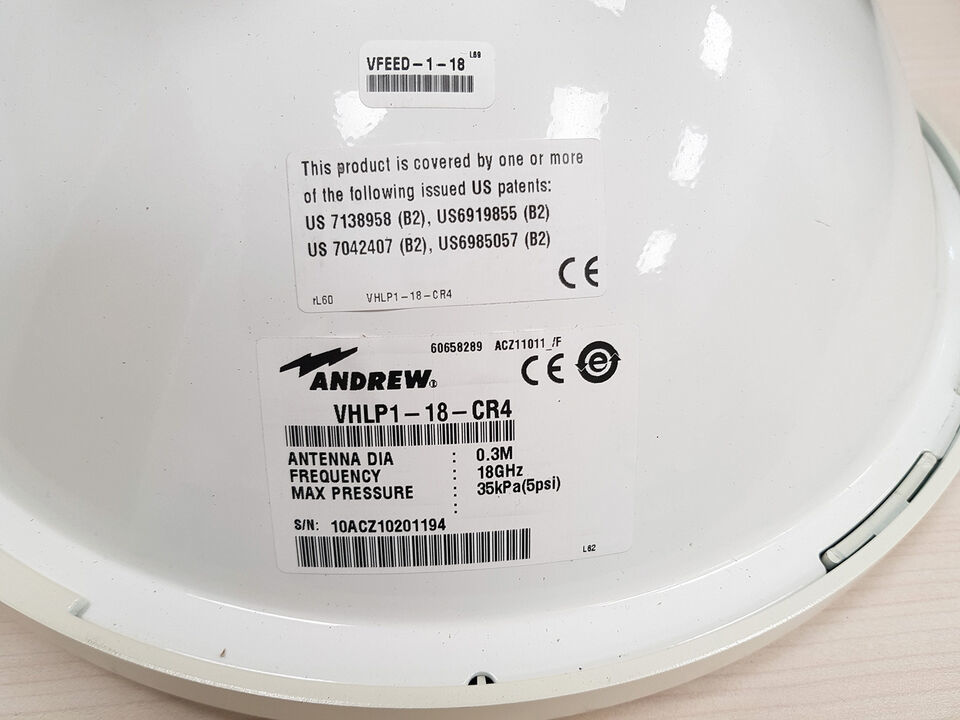 VFEED-1-18 L69
This product is covered by one or more
of the following issued US patents:
US 7138958 (B2), US6919855 (B2)
US 7042407 (B2), US6985057 (B2)
CE
rL60 VHLP1-18-CR4
60658289 ACZ11011_/F
ANDREW® CE e
VHLP1-18-CR4
ANTENNA DIA : 0.3M
FREQUENCY : 18GHz
MAX PRESSURE : 35kPa(5psi)
:
S/N: 10ACZ10201194
L62